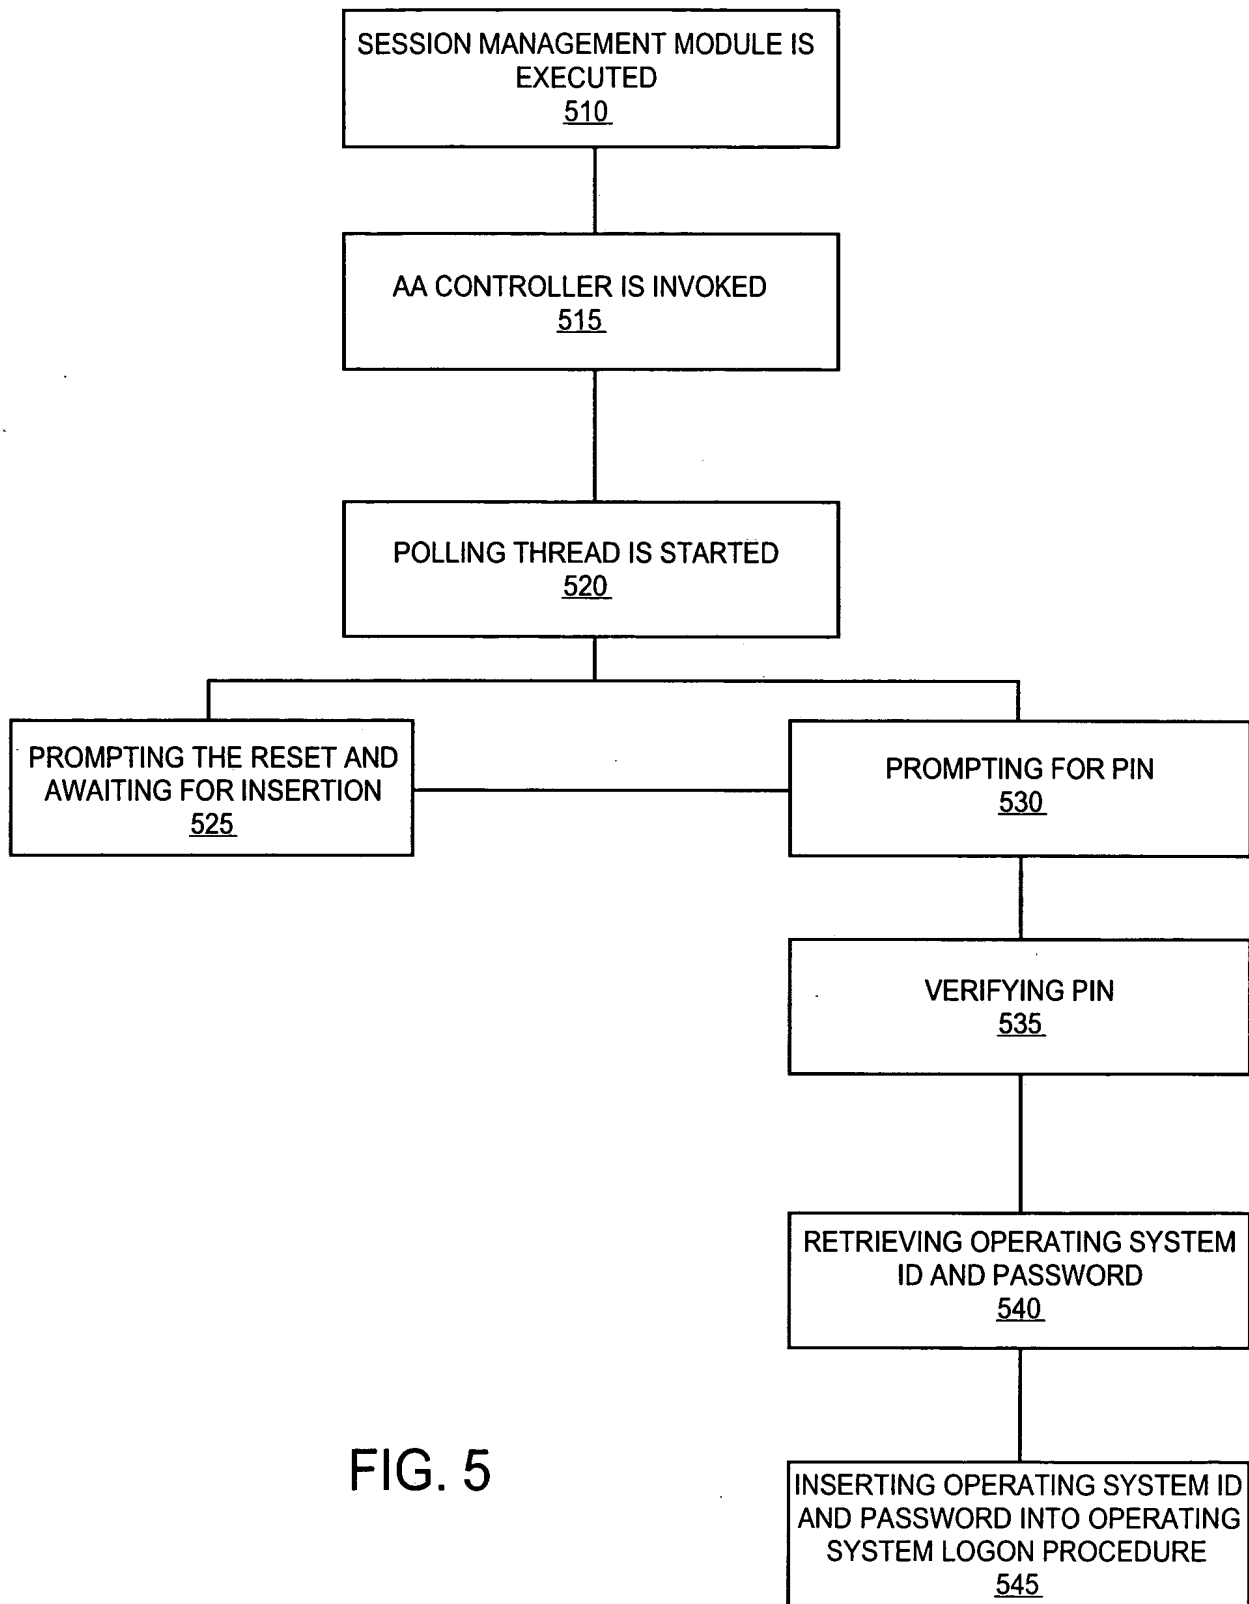 SESSION MANAGEMENT MODULE IS
EXECUTED
510
AA CONTROLLER IS INVOKED
515
POLLING THREAD IS STARTED
520
PROMPTING THE RESET AND
AWAITING FOR INSERTION
525
PROMPTING FOR PIN
530
VERIFYING PIN
535
RETRIEVING OPERATING SYSTEM
ID AND PASSWORD
540
INSERTING OPERATING SYSTEM ID
AND PASSWORD INTO OPERATING
SYSTEM LOGON PROCEDURE
545
FIG. 5